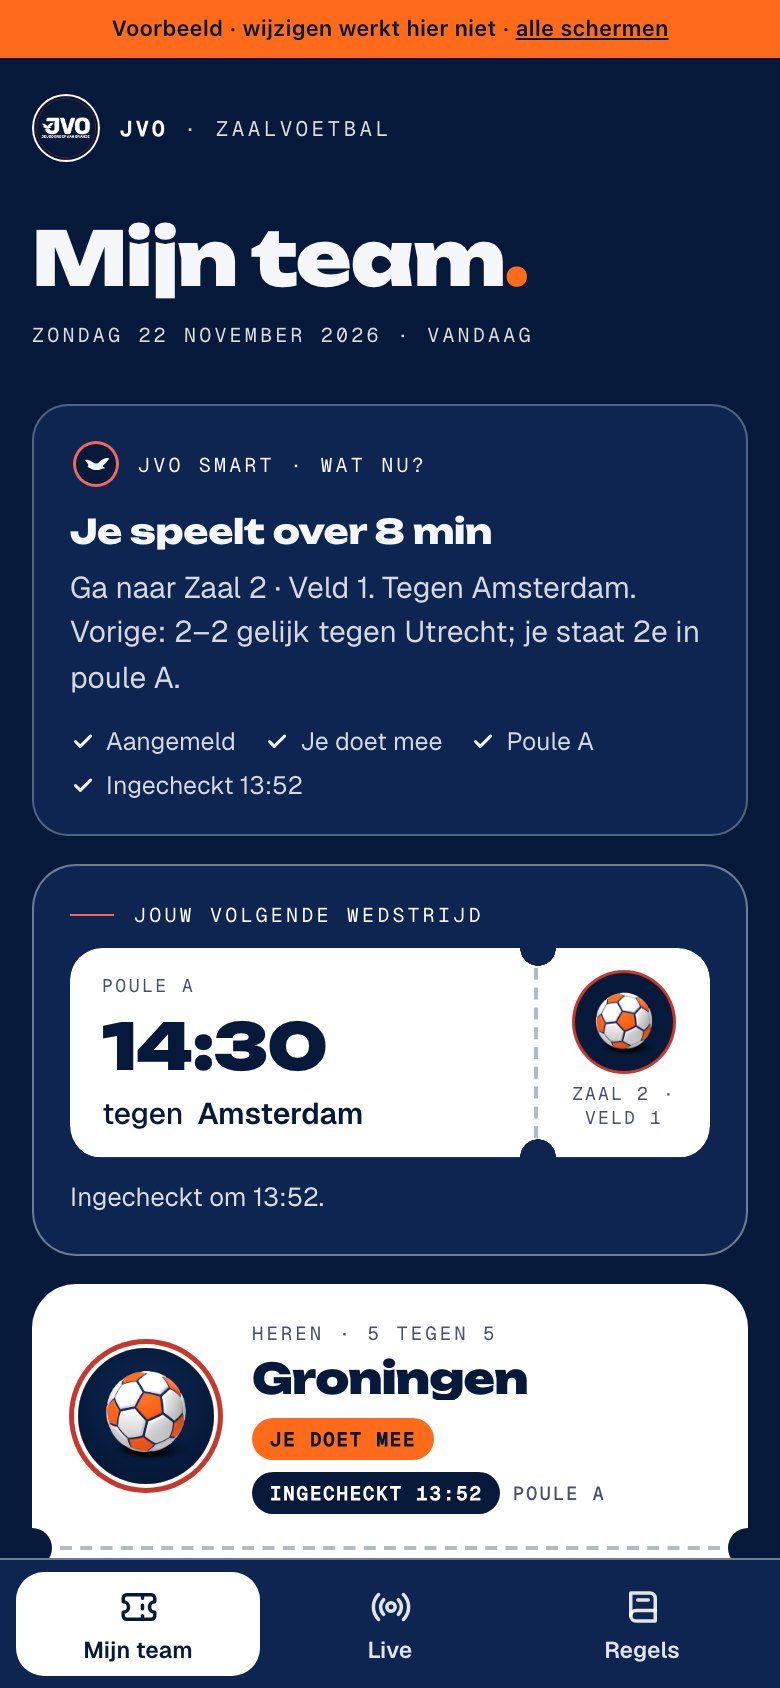 Voorbeeld · wijzigen werkt hier niet · alle schermen
JVO
JVO · ZAALVOETBAL
Mijn team.
ZONDAG 22 NOVEMBER 2026 · VANDAAG
JVO SMART · WAT NU?
Je speelt over 8 min
Ga naar Zaal 2 · Veld 1. Tegen Amsterdam.
Vorige: 2–2 gelijk tegen Utrecht; je staat 2e in
poule A.
Aangemeld Je doet mee Poule A
Ingecheckt 13:52
JOUW VOLGENDE WEDSTRIJD
POULE A
14:30
tegen Amsterdam
ZAAL 2 ·
VELD 1
Ingecheckt om 13:52.
HEREN · 5 TEGEN 5
Groningen
JE DOET MEE
INGECHECKT 13:52 POULE A
Mijn team Live Regels